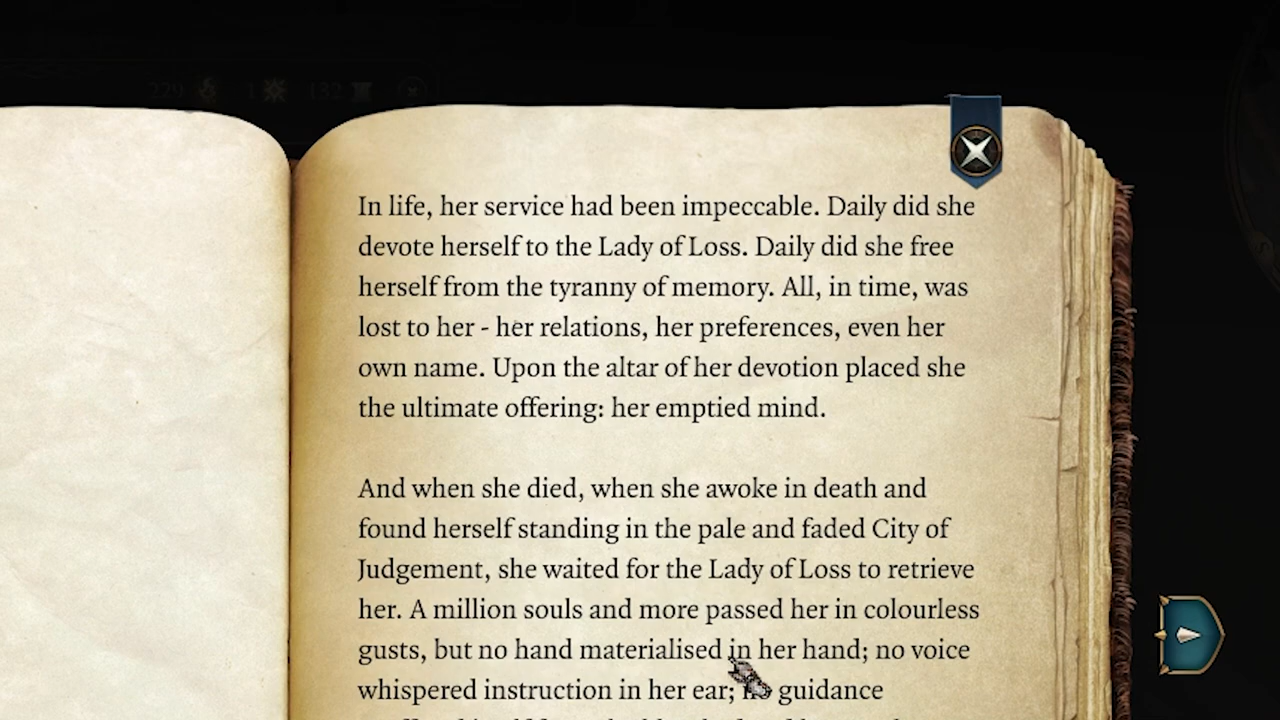 229 1 132
In life, her service had been impeccable. Daily did she
devote herself to the Lady of Loss. Daily did she free
herself from the tyranny of memory. All, in time, was
lost to her - her relations, her preferences, even her
own name. Upon the altar of her devotion placed she
the ultimate offering: her emptied mind.
And when she died, when she awoke in death and
found herself standing in the pale and faded City of
Judgement, she waited for the Lady of Loss to retrieve
her. A million souls and more passed her in colourless
gusts, but no hand materialised in her hand; no voice
whispered instruction in her ear; no guidance